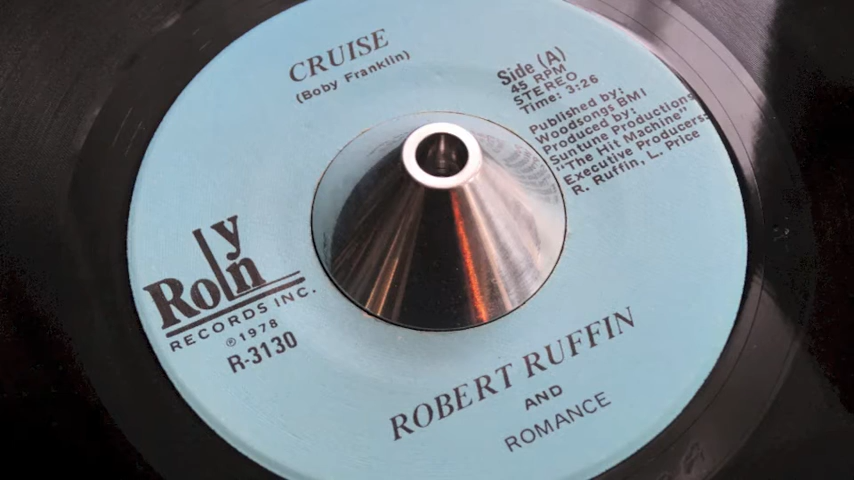 CRUISE
(Boby Franklin)
Side (A)
45 RPM
STEREO
Time: 3:26
Published by:
Woodsongs BMI
Produced by:
Suntune Productions
"The Hit Machine"
Executive Producers:
R. Ruffin, L. Price
Rolyn
RECORDS INC.
©1978
R-3130
ROBERT RUFFIN
AND
ROMANCE